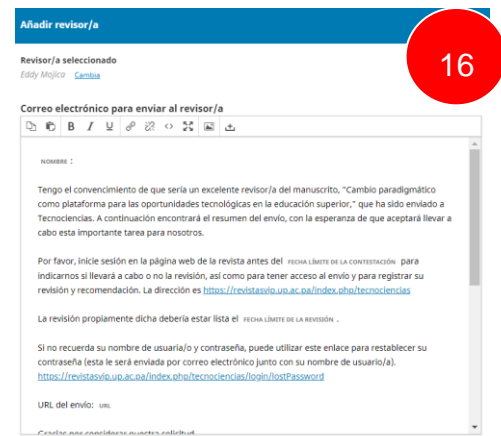 Añadir revisor/a
16
Revisor/a seleccionado
Eddy Mojica Cambia
Correo electrónico para enviar al revisor/a
NOMBRE :
Tengo el convencimiento de que sería un excelente revisor/a del manuscrito, "Cambio paradigmático
como plataforma para las oportunidades tecnológicas en la educación superior," que ha sido enviado a
Tecnociencias. A continuación encontrará el resumen del envío, con la esperanza de que aceptará llevar a
cabo esta importante tarea para nosotros.
Por favor, inicie sesión en la página web de la revista antes del FECHA LÍMITE DE LA CONTESTACIÓN para
indicarnos si llevará a cabo o no la revisión, así como para tener acceso al envío y para registrar su
revisión y recomendación. La dirección es https://revistasvip.up.ac.pa/index.php/tecnociencias
La revisión propiamente dicha debería estar lista el FECHA LÍMITE DE LA REVISIÓN .
Si no recuerda su nombre de usuaria/o y contraseña, puede utilizar este enlace para restablecer su
contraseña (esta le será enviada por correo electrónico junto con su nombre de usuario/a).
https://revistasvip.up.ac.pa/index.php/tecnociencias/login/lostPassword
URL del envío: URL
Gracias por considerar nuestra solicitud.